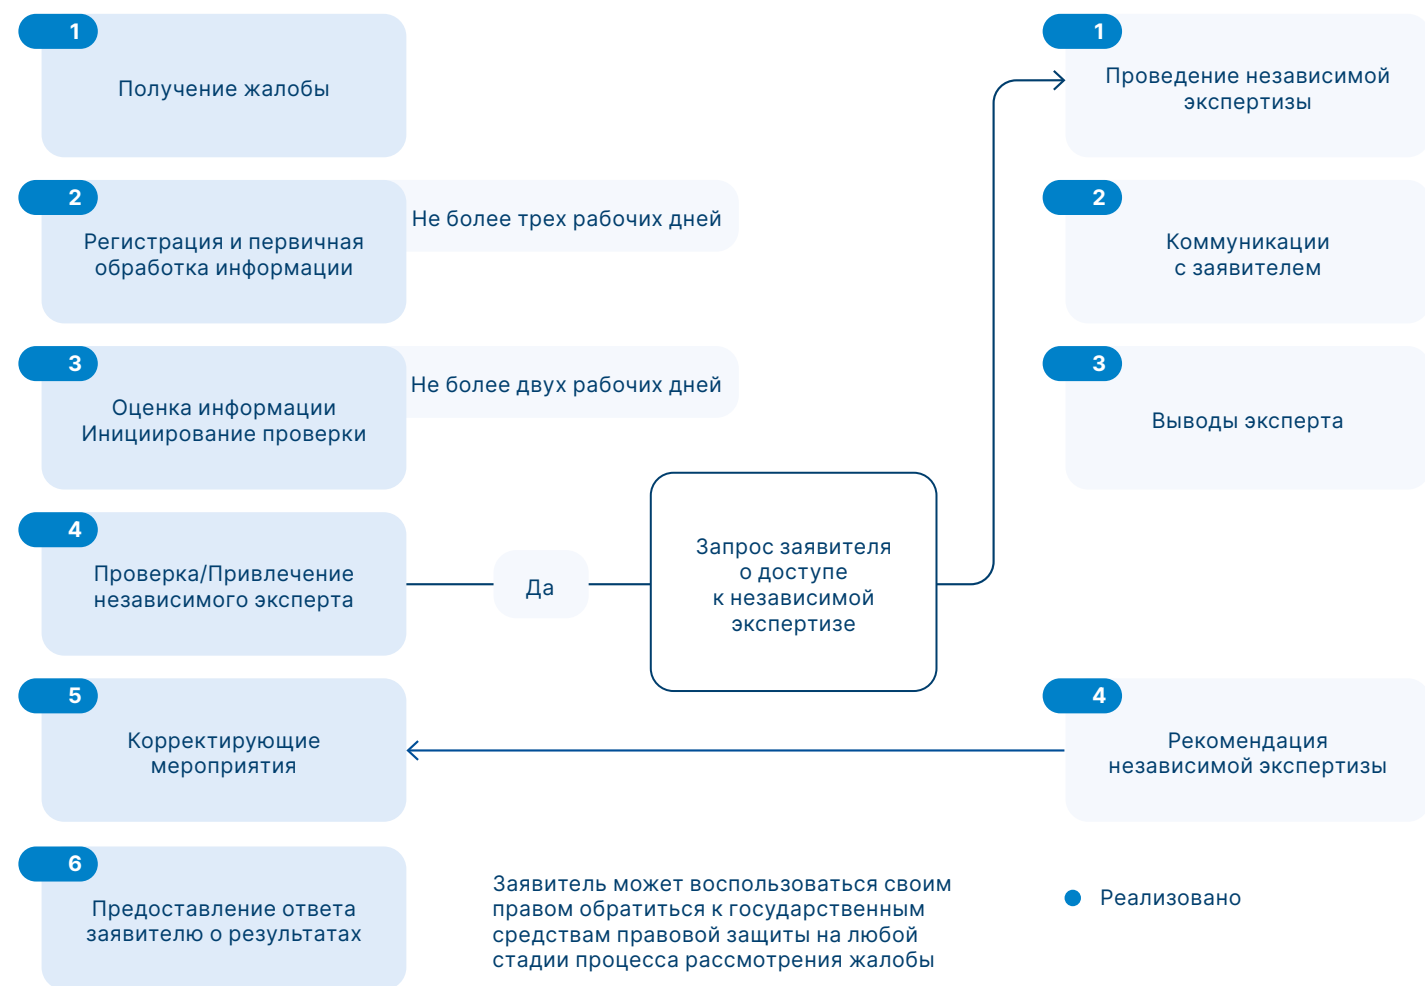 1
Получение жалобы
2
Регистрация и первичная
обработка информации
Не более трех рабочих дней
3
Оценка информации
Инициирование проверки
Не более двух рабочих дней
4
Проверка/Привлечение
независимого эксперта
Да
Запрос заявителя
о доступе
к независимой
экспертизе
5
Корректирующие
мероприятия
6
Предоставление ответа
заявителю о результатах
1
Проведение независимой
экспертизы
2
Коммуникации
с заявителем
3
Выводы эксперта
4
Рекомендация
независимой экспертизы
Заявитель может воспользоваться своим
правом обратиться к государственным
средствам правовой защиты на любой
стадии процесса рассмотрения жалобы
Реализовано